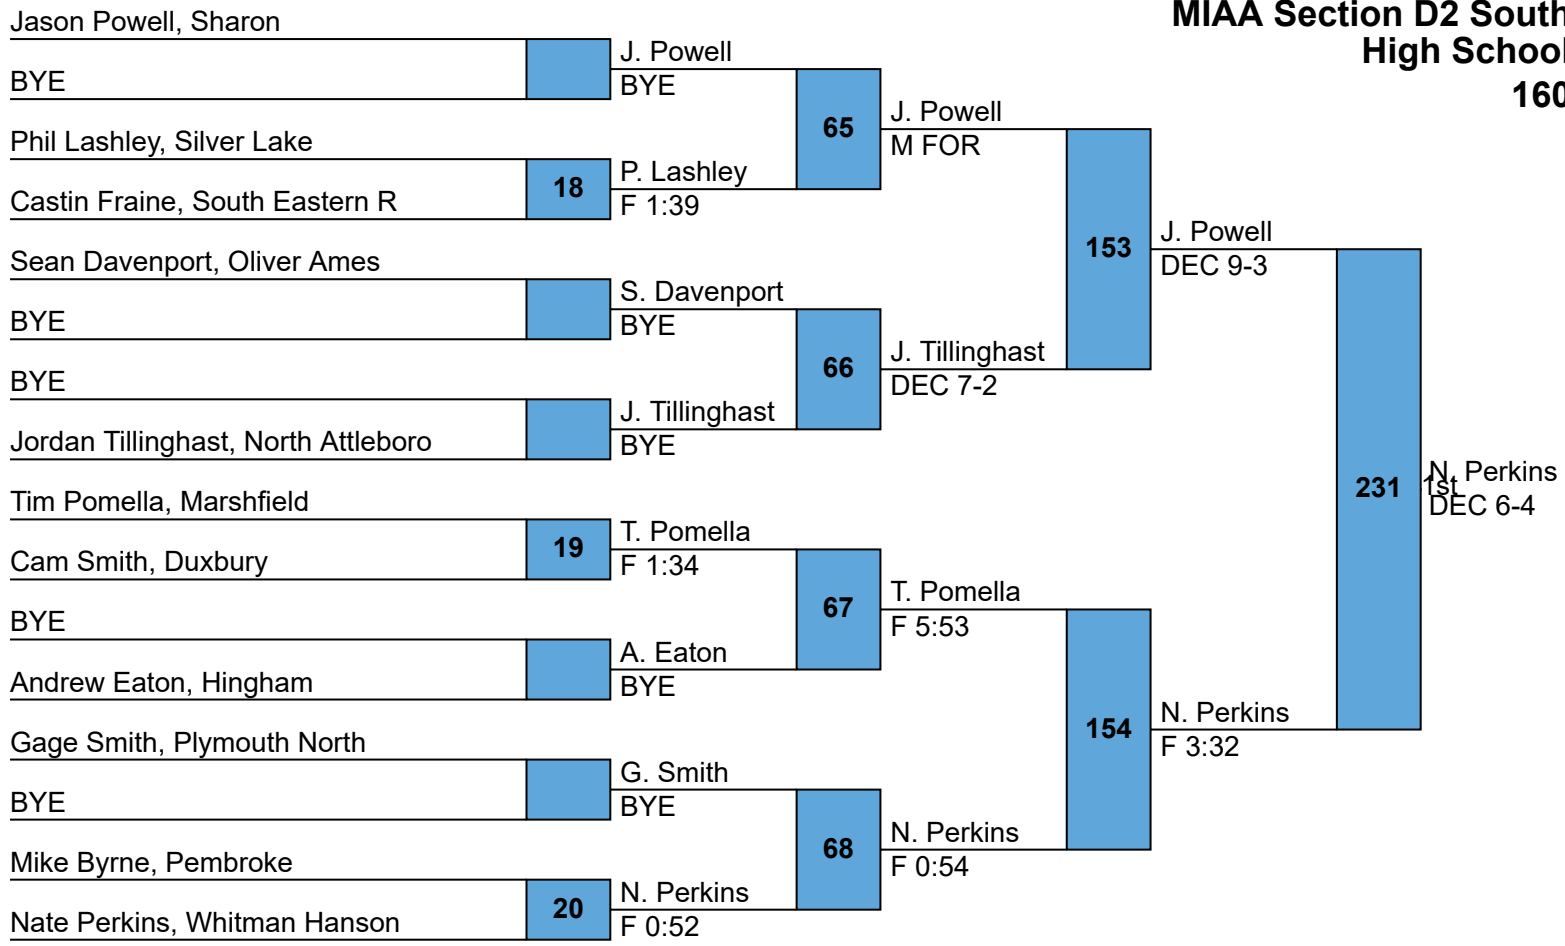 MIAA Section D2 South
High School
160
Jason Powell, Sharon
BYE
Phil Lashley, Silver Lake
Castin Fraine, South Eastern R
Sean Davenport, Oliver Ames
BYE
BYE
Jordan Tillinghast, North Attleboro
Tim Pomella, Marshfield
Cam Smith, Duxbury
BYE
Andrew Eaton, Hingham
Gage Smith, Plymouth North
BYE
Mike Byrne, Pembroke
Nate Perkins, Whitman Hanson
18
19
20
J. Powell
BYE
P. Lashley
F 1:39
S. Davenport
BYE
J. Tillinghast
BYE
T. Pomella
F 1:34
A. Eaton
BYE
G. Smith
BYE
N. Perkins
F 0:52
65
66
67
68
J. Powell
M FOR
J. Tillinghast
DEC 7-2
T. Pomella
F 5:53
N. Perkins
F 0:54
153
154
J. Powell
DEC 9-3
N. Perkins
F 3:32
231
N. Perkins
1st
DEC 6-4